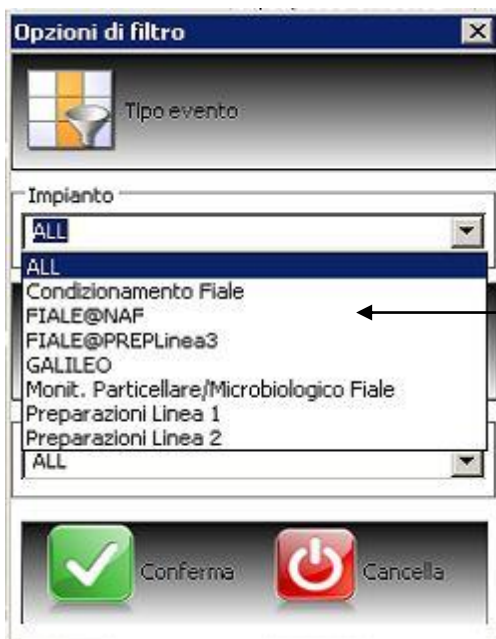 Opzioni di filtro
Tipo evento
Impianto
ALL
ALL
Condizionamento Fiale
FIALE@NAF
FIALE@PREPLinea3
GALILEO
Monit. Particellare/Microbiologico Fiale
Preparazioni Linea 1
Preparazioni Linea 2
ALL
Conferma
Cancella